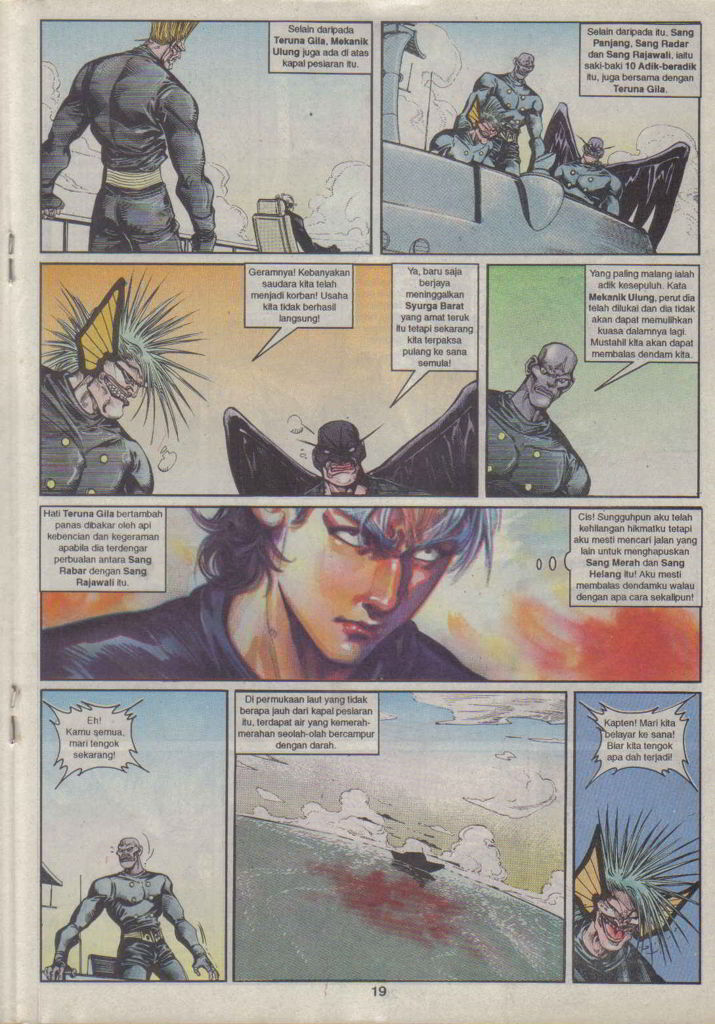 Selain daripada
Teruna Gila, Mekanik
Ulung juga ada di atas
kapal pesiaran itu.
Selain daripada itu, Sang
Panjang, Sang Radar
dan Sang Rajawali, iaitu
saki-baki 10 Adik-beradik
itu, juga bersama dengan
Teruna Gila.
Geramnya! Kebanyakan
saudara kita telah
menjadi korban! Usaha
kita tidak berhasil
langsung!
Ya, baru saja
berjaya
meninggalkan
Syurga Barat
yang amat teruk
itu tetapi sekarang
kita terpaksa
pulang ke sana
semula!
Yang paling malang ialah
adik kesepuluh. Kata
Mekanik Ulung, perut dia
telah dilukai dan dia tidak
akan dapat memulihkan
kuasa dalamnya lagi.
Mustahil kita akan dapat
membalas dendam kita.
Hati Teruna Gila bertambah
panas dibakar oleh api
kebencian dan kegeraman
apabila dia terdengar
perbualan antara Sang
Rabar dengan Sang
Rajawali itu.
Cis! Sungguhpun aku telah
kehilangan hikmatku tetapi
aku mesti mencari jalan yang
lain untuk menghapuskan
Sang Merah dan Sang
Helang itu! Aku mesti
membalas dendamku walau
dengan apa cara sekalipun!
Eh!
Kamu semua,
mari tengok
sekarang!
Di permukaan laut yang tidak
berapa jauh dari kapal pesiaran
itu, terdapat air yang kemerah-
merahan seolah-olah bercampur
dengan darah.
Kapten! Mari kita
belayar ke sana!
Biar kita tengok
apa dah terjadi!
19